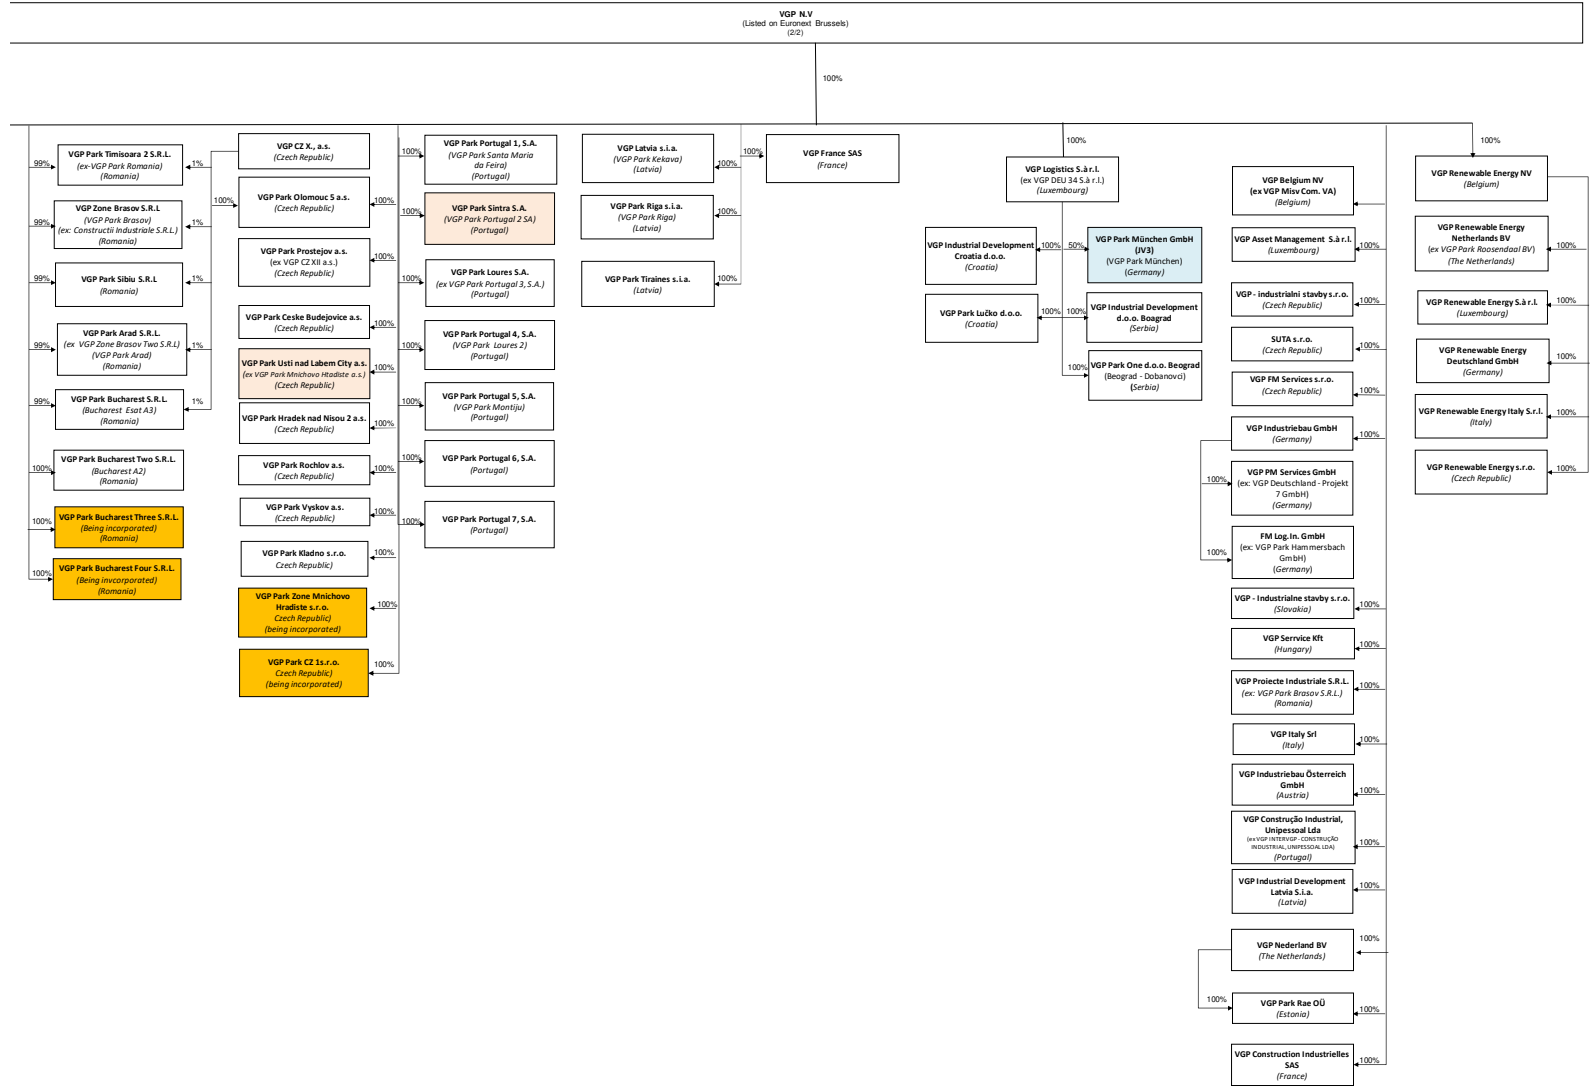 VGP N.V
(Listed on Euronext Brussels)
(2/2)
100%
99%
VGP Park Timisoara 2 S.R.L.
(ex-VGP Park Romania)
(Romania)
1%
99%
VGP Zone Brasov S.R.L
(VGP Park Brasov)
(ex: Constructii Industriale S.R.L.)
(Romania)
1%
99%
VGP Park Sibiu S.R.L
(Romania)
1%
99%
VGP Park Arad S.R.L.
(ex VGP Zone Brasov Two S.R.L)
(VGP Park Arad)
(Romania)
1%
99%
VGP Park Bucharest S.R.L.
(Bucharest Esat A3)
(Romania)
1%
100%
VGP Park Bucharest Two S.R.L.
(Bucharest A2)
(Romania)
100%
VGP Park Bucharest Three S.R.L.
(Being incorporated)
(Romania)
100%
VGP Park Bucharest Four S.R.L.
(Being invcorporated)
(Romania)
VGP CZ X., a.s.
(Czech Republic)
100%
VGP Park Olomouc 5 a.s.
(Czech Republic)
100%
VGP Park Prostejov a.s.
(ex VGP CZ XII a.s.)
(Czech Republic)
100%
VGP Park Ceske Budejovice a.s.
(Czech Republic)
100%
VGP Park Usti nad Labem City a.s.
(ex VGP Park Mnichovo Hradiste a.s.)
(Czech Republic)
100%
VGP Park Hradek nad Nisou 2 a.s.
(Czech Republic)
100%
VGP Park Rochlov a.s.
(Czech Republic)
100%
VGP Park Vyskov a.s.
(Czech Republic)
100%
VGP Park Kladno s.r.o.
Czech Republic)
100%
VGP Park Zone Mnichovo
Hradiste s.r.o.
Czech Republic)
(being incorporated)
100%
VGP Park CZ 1s.r.o.
Czech Republic)
(being incorporated)
100%
100%
VGP Park Portugal 1, S.A.
(VGP Park Santa Maria
da Feira)
(Portugal)
100%
VGP Park Sintra S.A.
(VGP Park Portugal 2 SA)
(Portugal)
100%
VGP Park Loures S.A.
(ex VGP Park Portugal 3, S.A.)
(Portugal)
100%
VGP Park Portugal 4, S.A.
(VGP Park Loures 2)
(Portugal)
100%
VGP Park Portugal 5, S.A.
(VGP Park Montiju)
(Portugal)
100%
VGP Park Portugal 6, S.A.
(Portugal)
100%
VGP Park Portugal 7, S.A.
(Portugal)
VGP Latvia s.i.a.
(VGP Park Kekava)
(Latvia)
100%
VGP Park Riga s.i.a.
(VGP Park Riga)
(Latvia)
100%
VGP Park Tiraines s.i.a.
(Latvia)
100%
100%
VGP France SAS
(France)
100%
VGP Logistics S.à r.l.
(ex VGP DEU 34 S.à r.l.)
(Luxembourg)
VGP Industrial Development
Croatia d.o.o.
(Croatia)
100%
50%
VGP Park München GmbH
(JV3)
(VGP Park München)
(Germany)
VGP Park Lučko d.o.o.
(Croatia)
100%
100%
VGP Industrial Development
d.o.o. Boagrad
(Serbia)
100%
VGP Park One d.o.o. Beograd
(Beograd - Dobanovci)
(Serbia)
VGP Belgium NV
(ex VGP Misv Com. VA)
(Belgium)
100%
VGP Asset Management S.à r.l.
(Luxembourg)
100%
VGP - industrialni stavby s.r.o.
(Czech Republic)
100%
SUTA s.r.o.
(Czech Republic)
100%
VGP FM Services s.r.o.
(Czech Republic)
100%
VGP Industriebau GmbH
(Germany)
100%
100%
VGP PM Services GmbH
(ex: VGP Deutschland - Projekt
7 GmbH)
(Germany)
100%
FM Log.In. GmbH
(ex: VGP Park Hammersbach
GmbH)
(Germany)
VGP - Industrialne stavby s.r.o.
(Slovakia)
100%
VGP Serrvice Kft
(Hungary)
100%
VGP Proiecte Industriale S.R.L.
(ex: VGP Park Brasov S.R.L.)
(Romania)
100%
VGP Italy Srl
(Italy)
100%
VGP Industriebau Österreich
GmbH
(Austria)
100%
VGP Construção Industrial,
Unipessoal Lda
(ex VGP INTERVGP - CONSTRUÇÃO
INDUSTRIAL, UNIPESSOAL LDA)
(Portugal)
100%
VGP Industrial Development
Latvia S.i.a.
(Latvia)
100%
VGP Nederland BV
(The Netherlands)
100%
100%
VGP Park Rae OÜ
(Estonia)
100%
VGP Construction Industrielles
SAS
(France)
100%
100%
VGP Renewable Energy NV
(Belgium)
VGP Renewable Energy
Netherlands BV
(ex VGP Park Roosendaal BV)
(The Netherlands)
100%
VGP Renewable Energy S.à r.l.
(Luxembourg)
100%
VGP Renewable Energy
Deutschland GmbH
(Germany)
100%
VGP Renewable Energy Italy S.r.l.
(Italy)
100%
VGP Renewable Energy s.r.o.
(Czech Republic)
100%